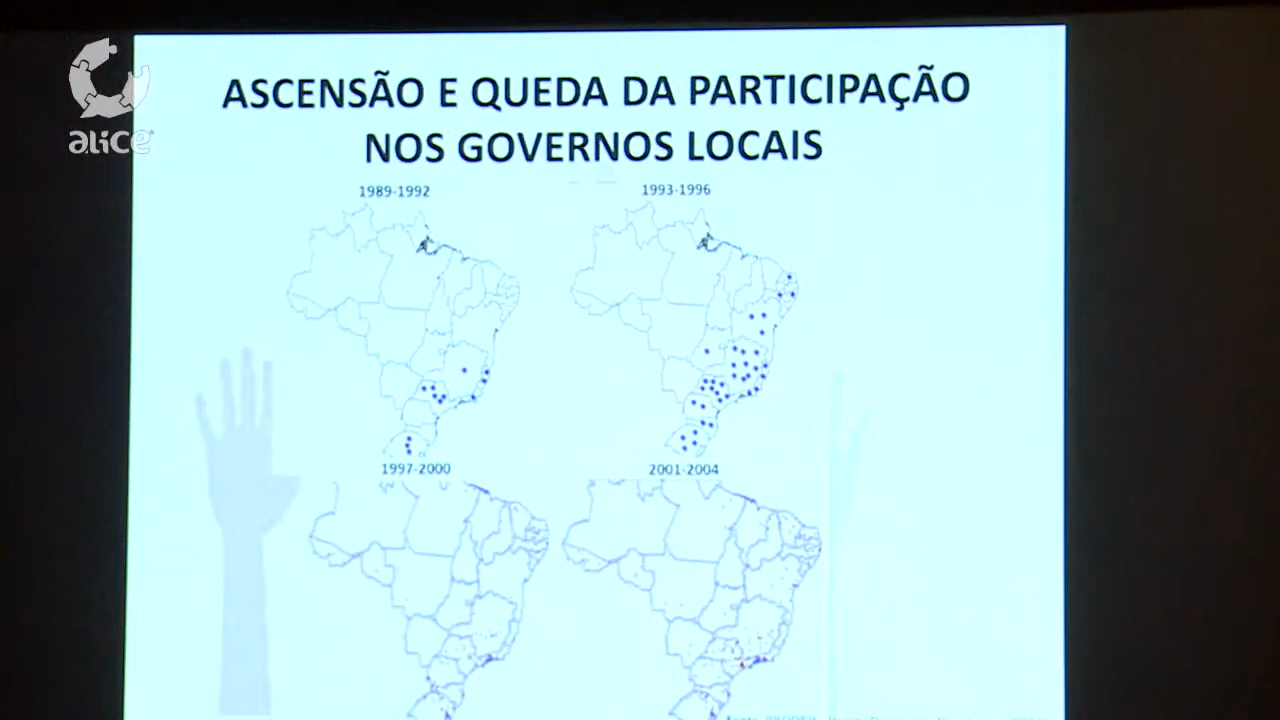 alice
ASCENSÃO E QUEDA DA PARTICIPAÇÃO
NOS GOVERNOS LOCAIS
1989-1992
1993-1996
1997-2000
2001-2004